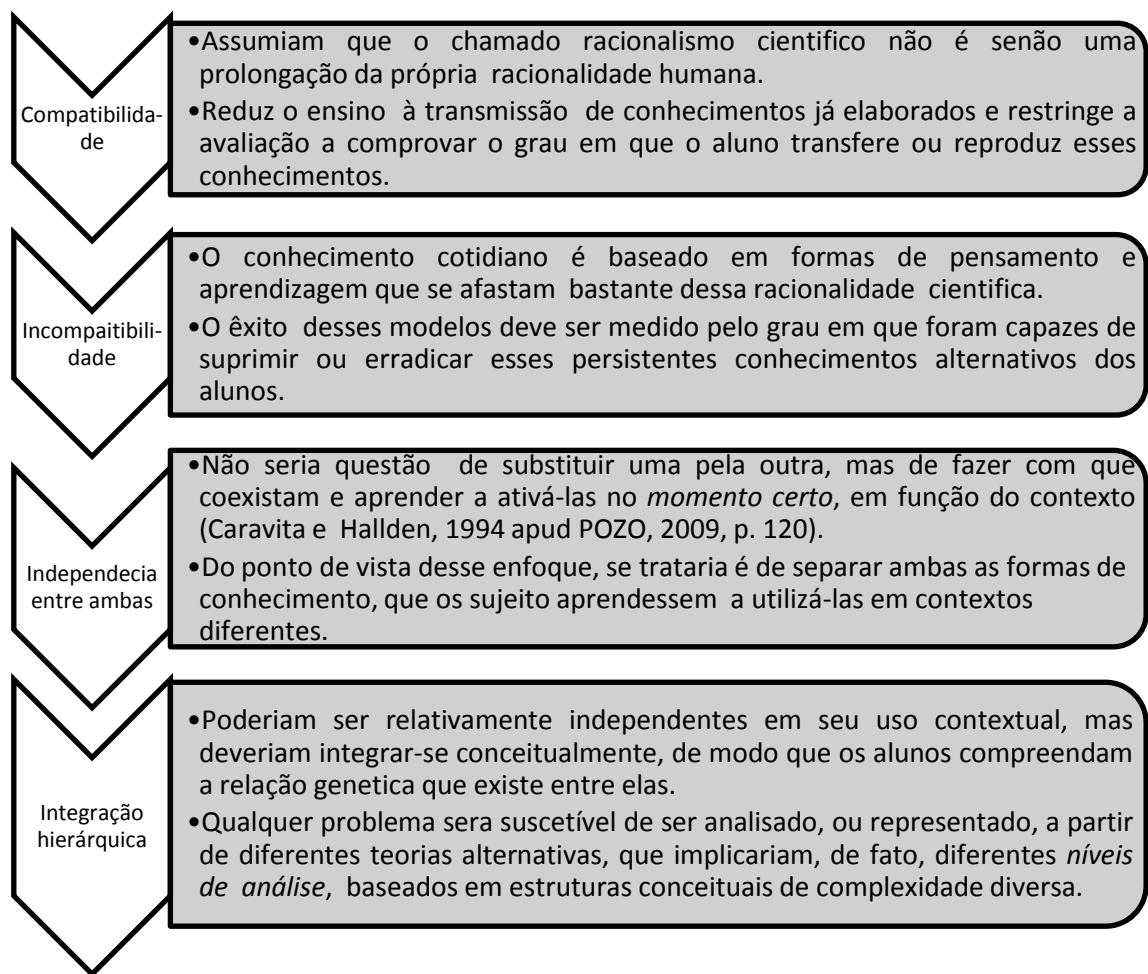 Compatibilida-
de
•Assumiam que o chamado racionalismo cientifico não é senão uma
prolongação da própria racionalidade humana.
•Reduz o ensino à transmissão de conhecimentos já elaborados e restringe a
avaliação a comprovar o grau em que o aluno transfere ou reproduz esses
conhecimentos.
Incompaitibili-
dade
•O conhecimento cotidiano é baseado em formas de pensamento e
aprendizagem que se afastam bastante dessa racionalidade cientifica.
•O êxito desses modelos deve ser medido pelo grau em que foram capazes de
suprimir ou erradicar esses persistentes conhecimentos alternativos dos
alunos.
Independecia
entre ambas
•Não seria questão de substituir uma pela outra, mas de fazer com que
coexistam e aprender a ativá-las no momento certo, em função do contexto
(Caravita e Hallden, 1994 apud POZO, 2009, p. 120).
•Do ponto de vista desse enfoque, se trataria é de separar ambas as formas de
conhecimento, que os sujeito aprendessem a utilizá-las em contextos
diferentes.
Integração
hierárquica
•Poderiam ser relativamente independentes em seu uso contextual, mas
deveriam integrar-se conceitualmente, de modo que os alunos compreendam
a relação genetica que existe entre elas.
•Qualquer problema sera suscetível de ser analisado, ou representado, a partir
de diferentes teorias alternativas, que implicariam, de fato, diferentes níveis
de análise, baseados em estruturas conceituais de complexidade diversa.